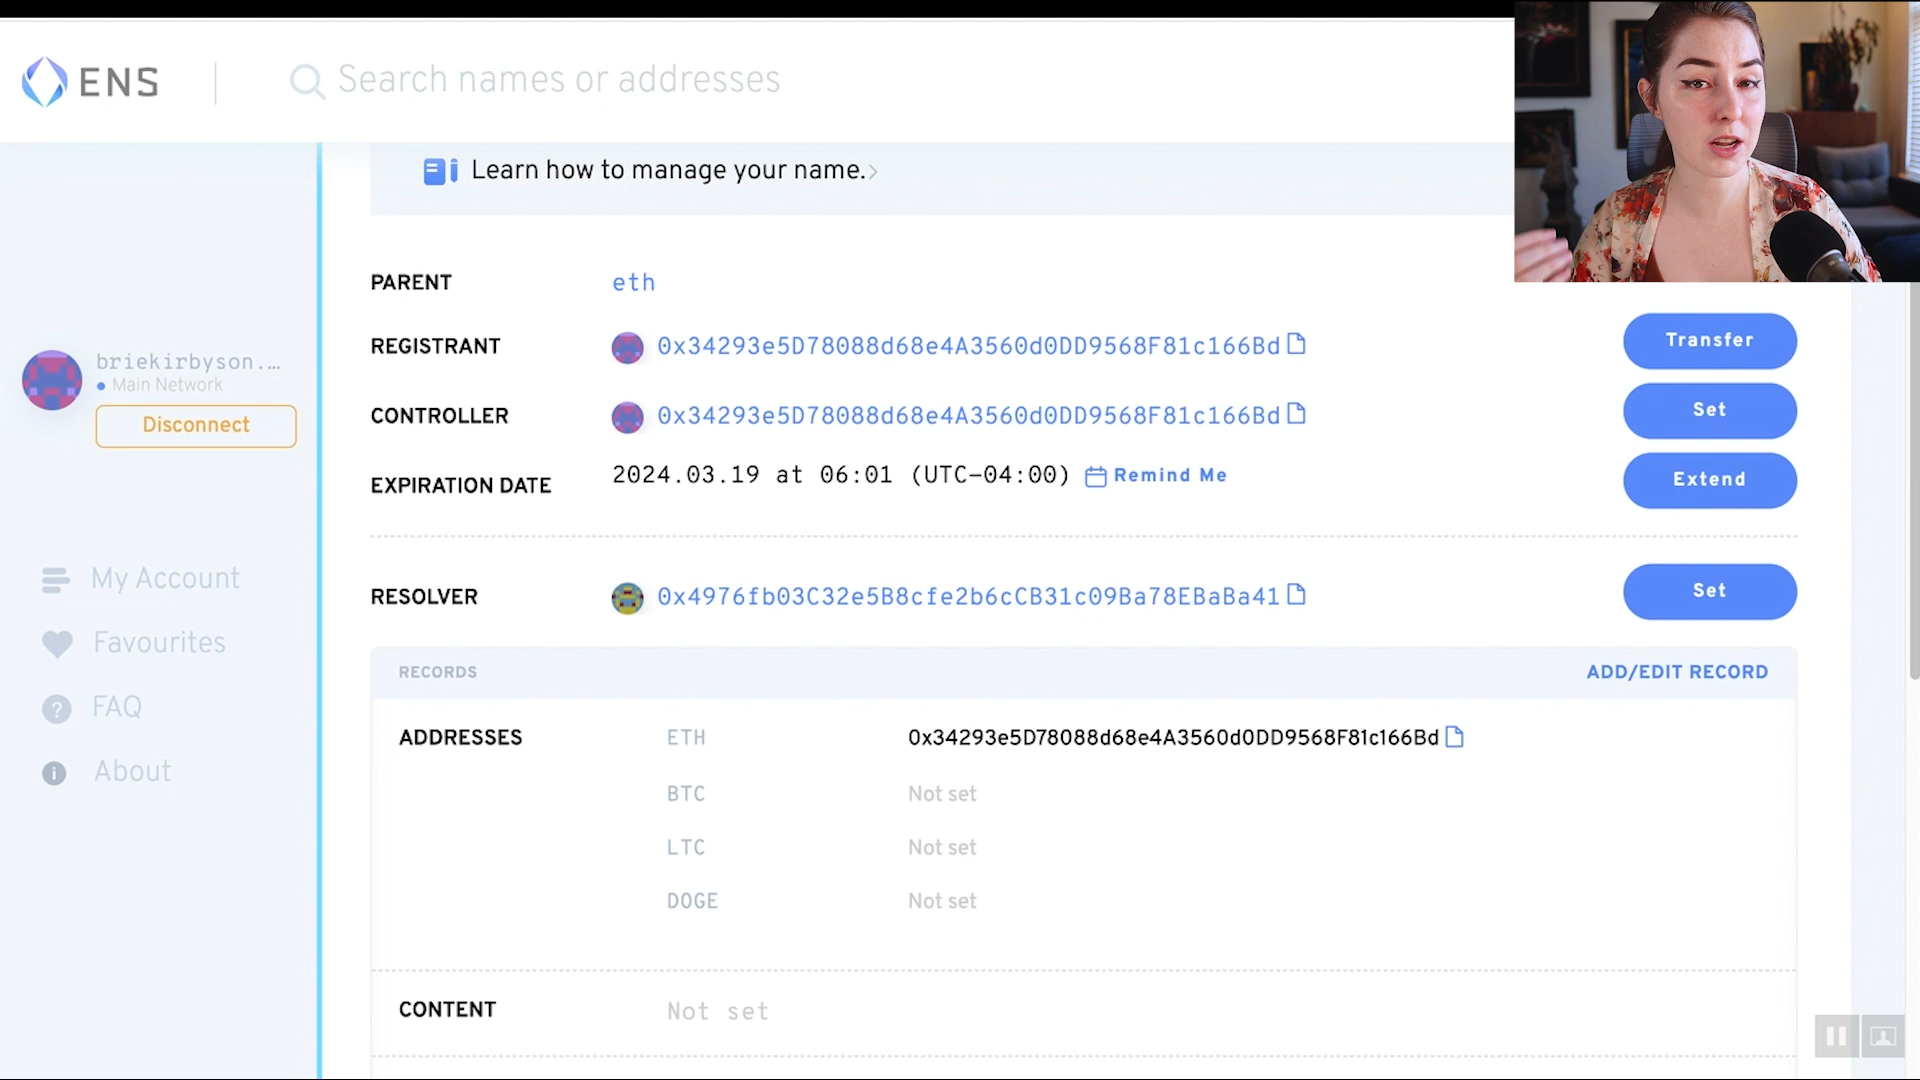 ENS
Search names or addresses
Learn how to manage your name.
PARENT
eth
REGISTRANT
0x34293e5D78088d68e4A3560d0DD9568F81c166Bd
Transfer
CONTROLLER
0x34293e5D78088d68e4A3560d0DD9568F81c166Bd
Set
EXPIRATION DATE
2024.03.19 at 06:01 (UTC-04:00)
Remind Me
Extend
briekirbyson....
Main Network
Disconnect
My Account
Favourites
FAQ
About
RESOLVER
0x4976fb03C32e5B8cfe2b6cCB31c09Ba78EBaBa41
Set
RECORDS
ADD/EDIT RECORD
ADDRESSES
ETH
0x34293e5D78088d68e4A3560d0DD9568F81c166Bd
BTC
Not set
LTC
Not set
DOGE
Not set
CONTENT
Not set